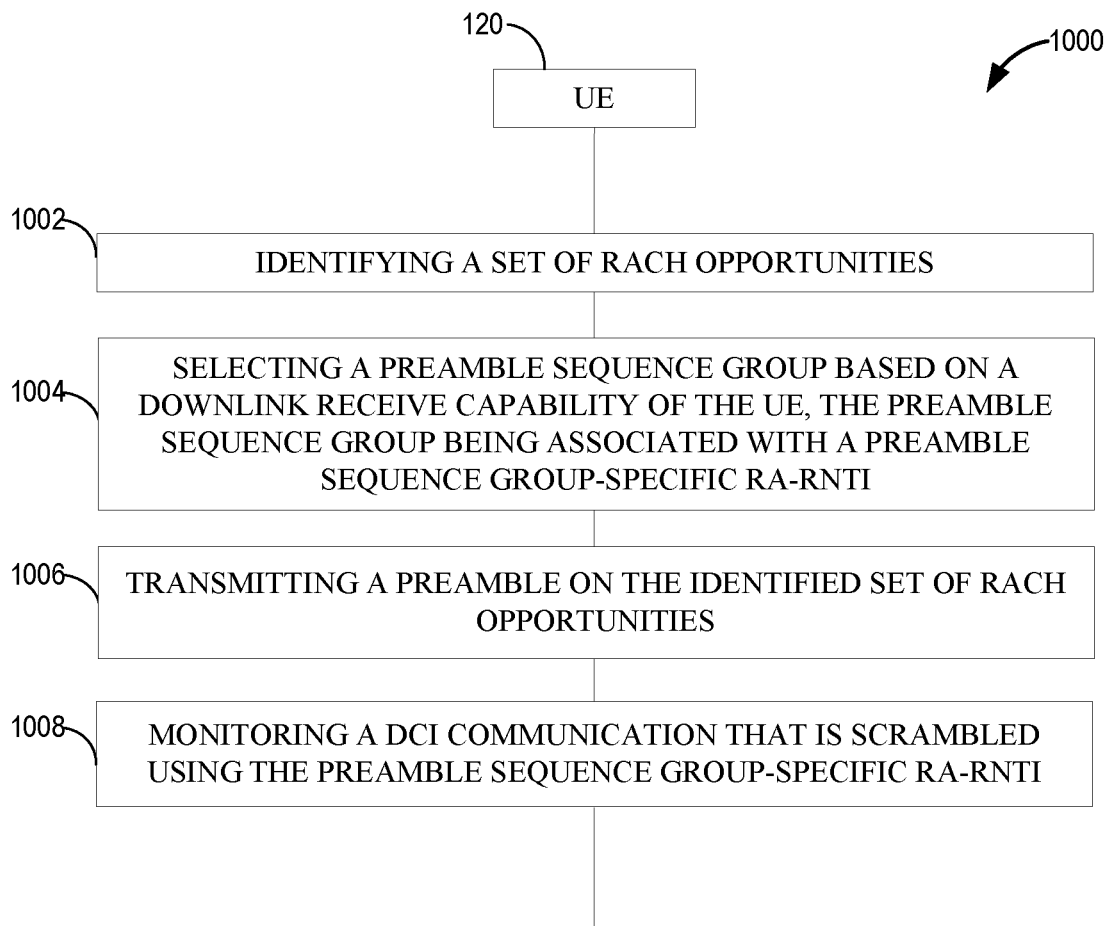 120
1000
UE
1002
IDENTIFYING A SET OF RACH OPPORTUNITIES
1004
SELECTING A PREAMBLE SEQUENCE GROUP BASED ON A
DOWNLINK RECEIVE CAPABILITY OF THE UE, THE PREAMBLE
SEQUENCE GROUP BEING ASSOCIATED WITH A PREAMBLE
SEQUENCE GROUP-SPECIFIC RA-RNTI
1006
TRANSMITTING A PREAMBLE ON THE IDENTIFIED SET OF RACH
OPPORTUNITIES
1008
MONITORING A DCI COMMUNICATION THAT IS SCRAMBLED
USING THE PREAMBLE SEQUENCE GROUP-SPECIFIC RA-RNTI